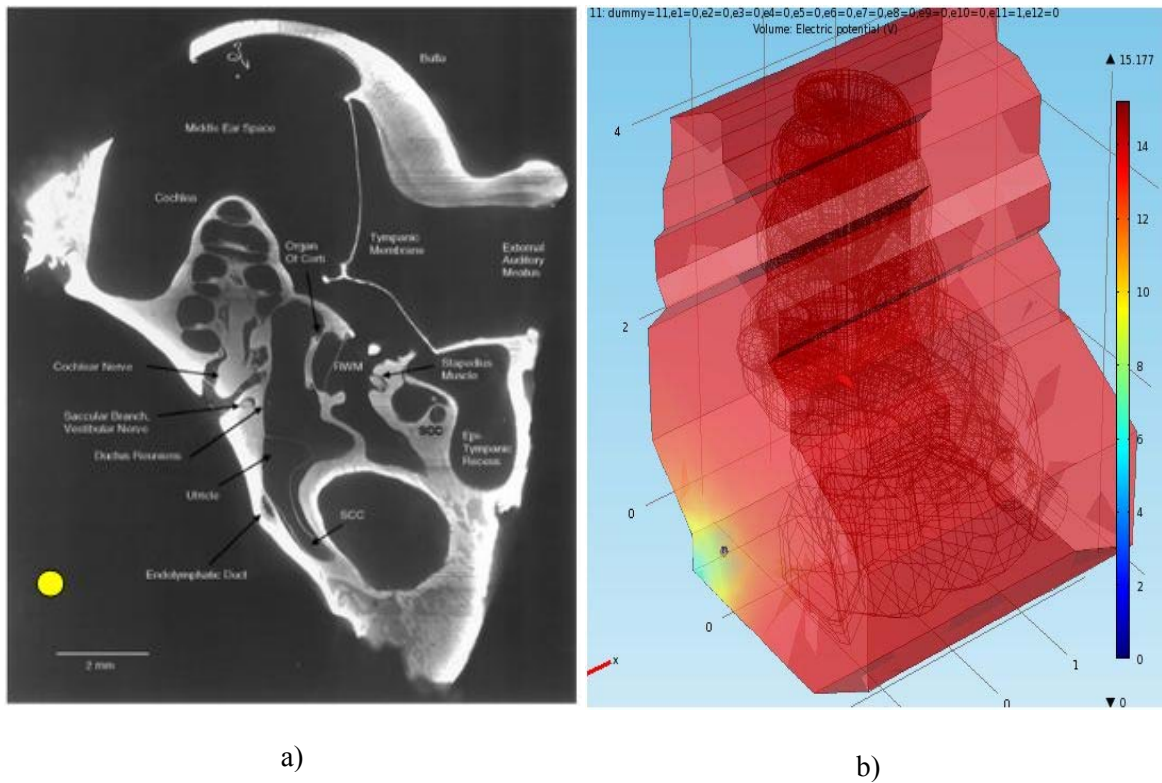 Bulla
Middle Ear Space
Cochlea
Organ
Of Corti
Tympanic
Membrane
External
Auditory
Meatus
RWM
Stapedius
Muscle
Cochlear Nerve
SCC
Epi-
Tympanic
Recess
Saccular Branch,
Vestibular Nerve
Ductus Reuniens
Utricle
SCC
Endolymphatic Duct
2 mm
a)
11: dummy=11,e1=0,e2=0,e3=0,e4=0,e5=0,e6=0,e7=0,e8=0,e9=0,e10=0,e11=1,e12=0
Volume: Electric potential (V)
▲ 15.177
4
14
12
2
10
8
0
6
4
0
2
1
x
0
0
▼ 0
b)